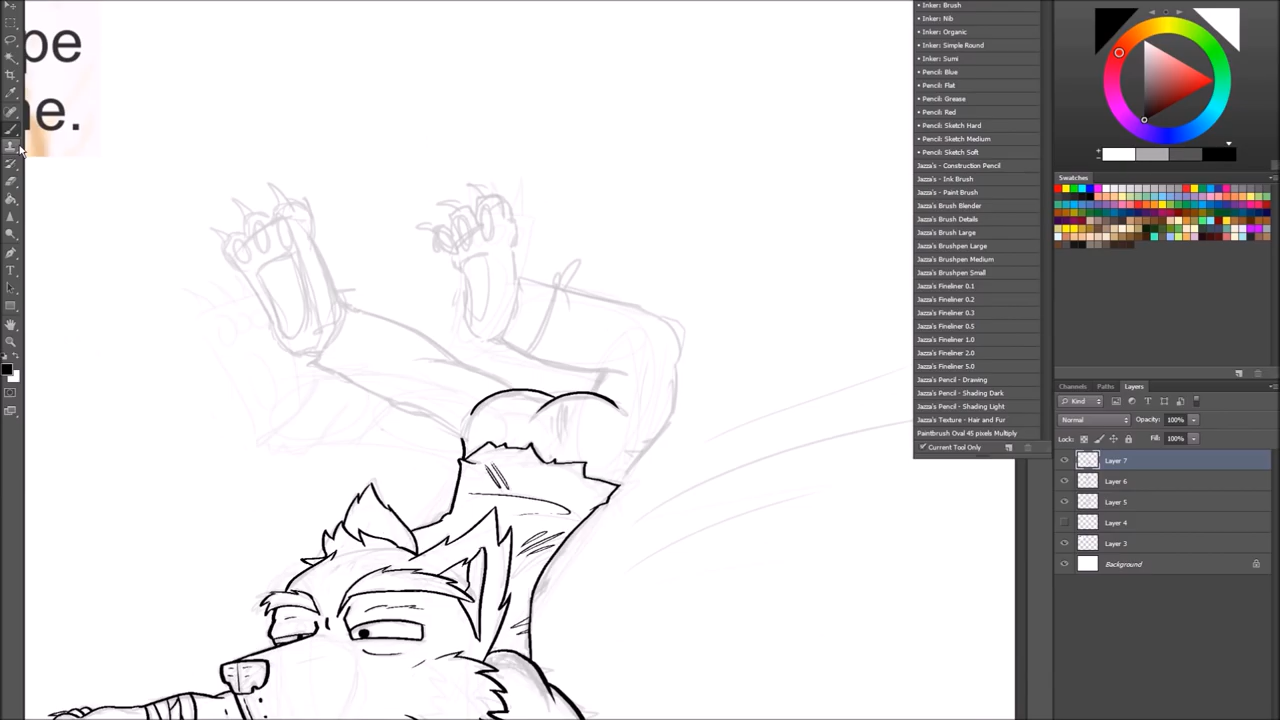 pe
e.
• Inker: Brush
• Inker: Nib
• Inker: Organic
• Inker: Simple Round
• Inker: Sumi
• Pencil: Blue
• Pencil: Flat
• Pencil: Grease
• Pencil: Red
• Pencil: Sketch Hard
• Pencil: Sketch Medium
• Pencil: Sketch Soft
Jazza's - Construction Pencil
Jazza's - Ink Brush
Jazza's - Paint Brush
Jazza's Brush Blender
Jazza's Brush Details
Jazza's Brush Large
Jazza's Brushpen Large
Jazza's Brushpen Medium
Jazza's Brushpen Small
Jazza's Fineliner 0.1
Jazza's Fineliner 0.2
Jazza's Fineliner 0.3
Jazza's Fineliner 0.5
Jazza's Fineliner 1.0
Jazza's Fineliner 2.0
Jazza's Fineliner 5.0
Jazza's Pencil - Drawing
Jazza's Pencil - Shading Dark
Jazza's Pencil - Shading Light
Jazza's Texture - Hair and Fur
Paintbrush Oval 45 pixels Multiply
Current Tool Only
Swatches
Channels Paths Layers
Kind
Normal Opacity: 100%
Lock: Fill: 100%
Layer 7
Layer 6
Layer 5
Layer 4
Layer 3
Background